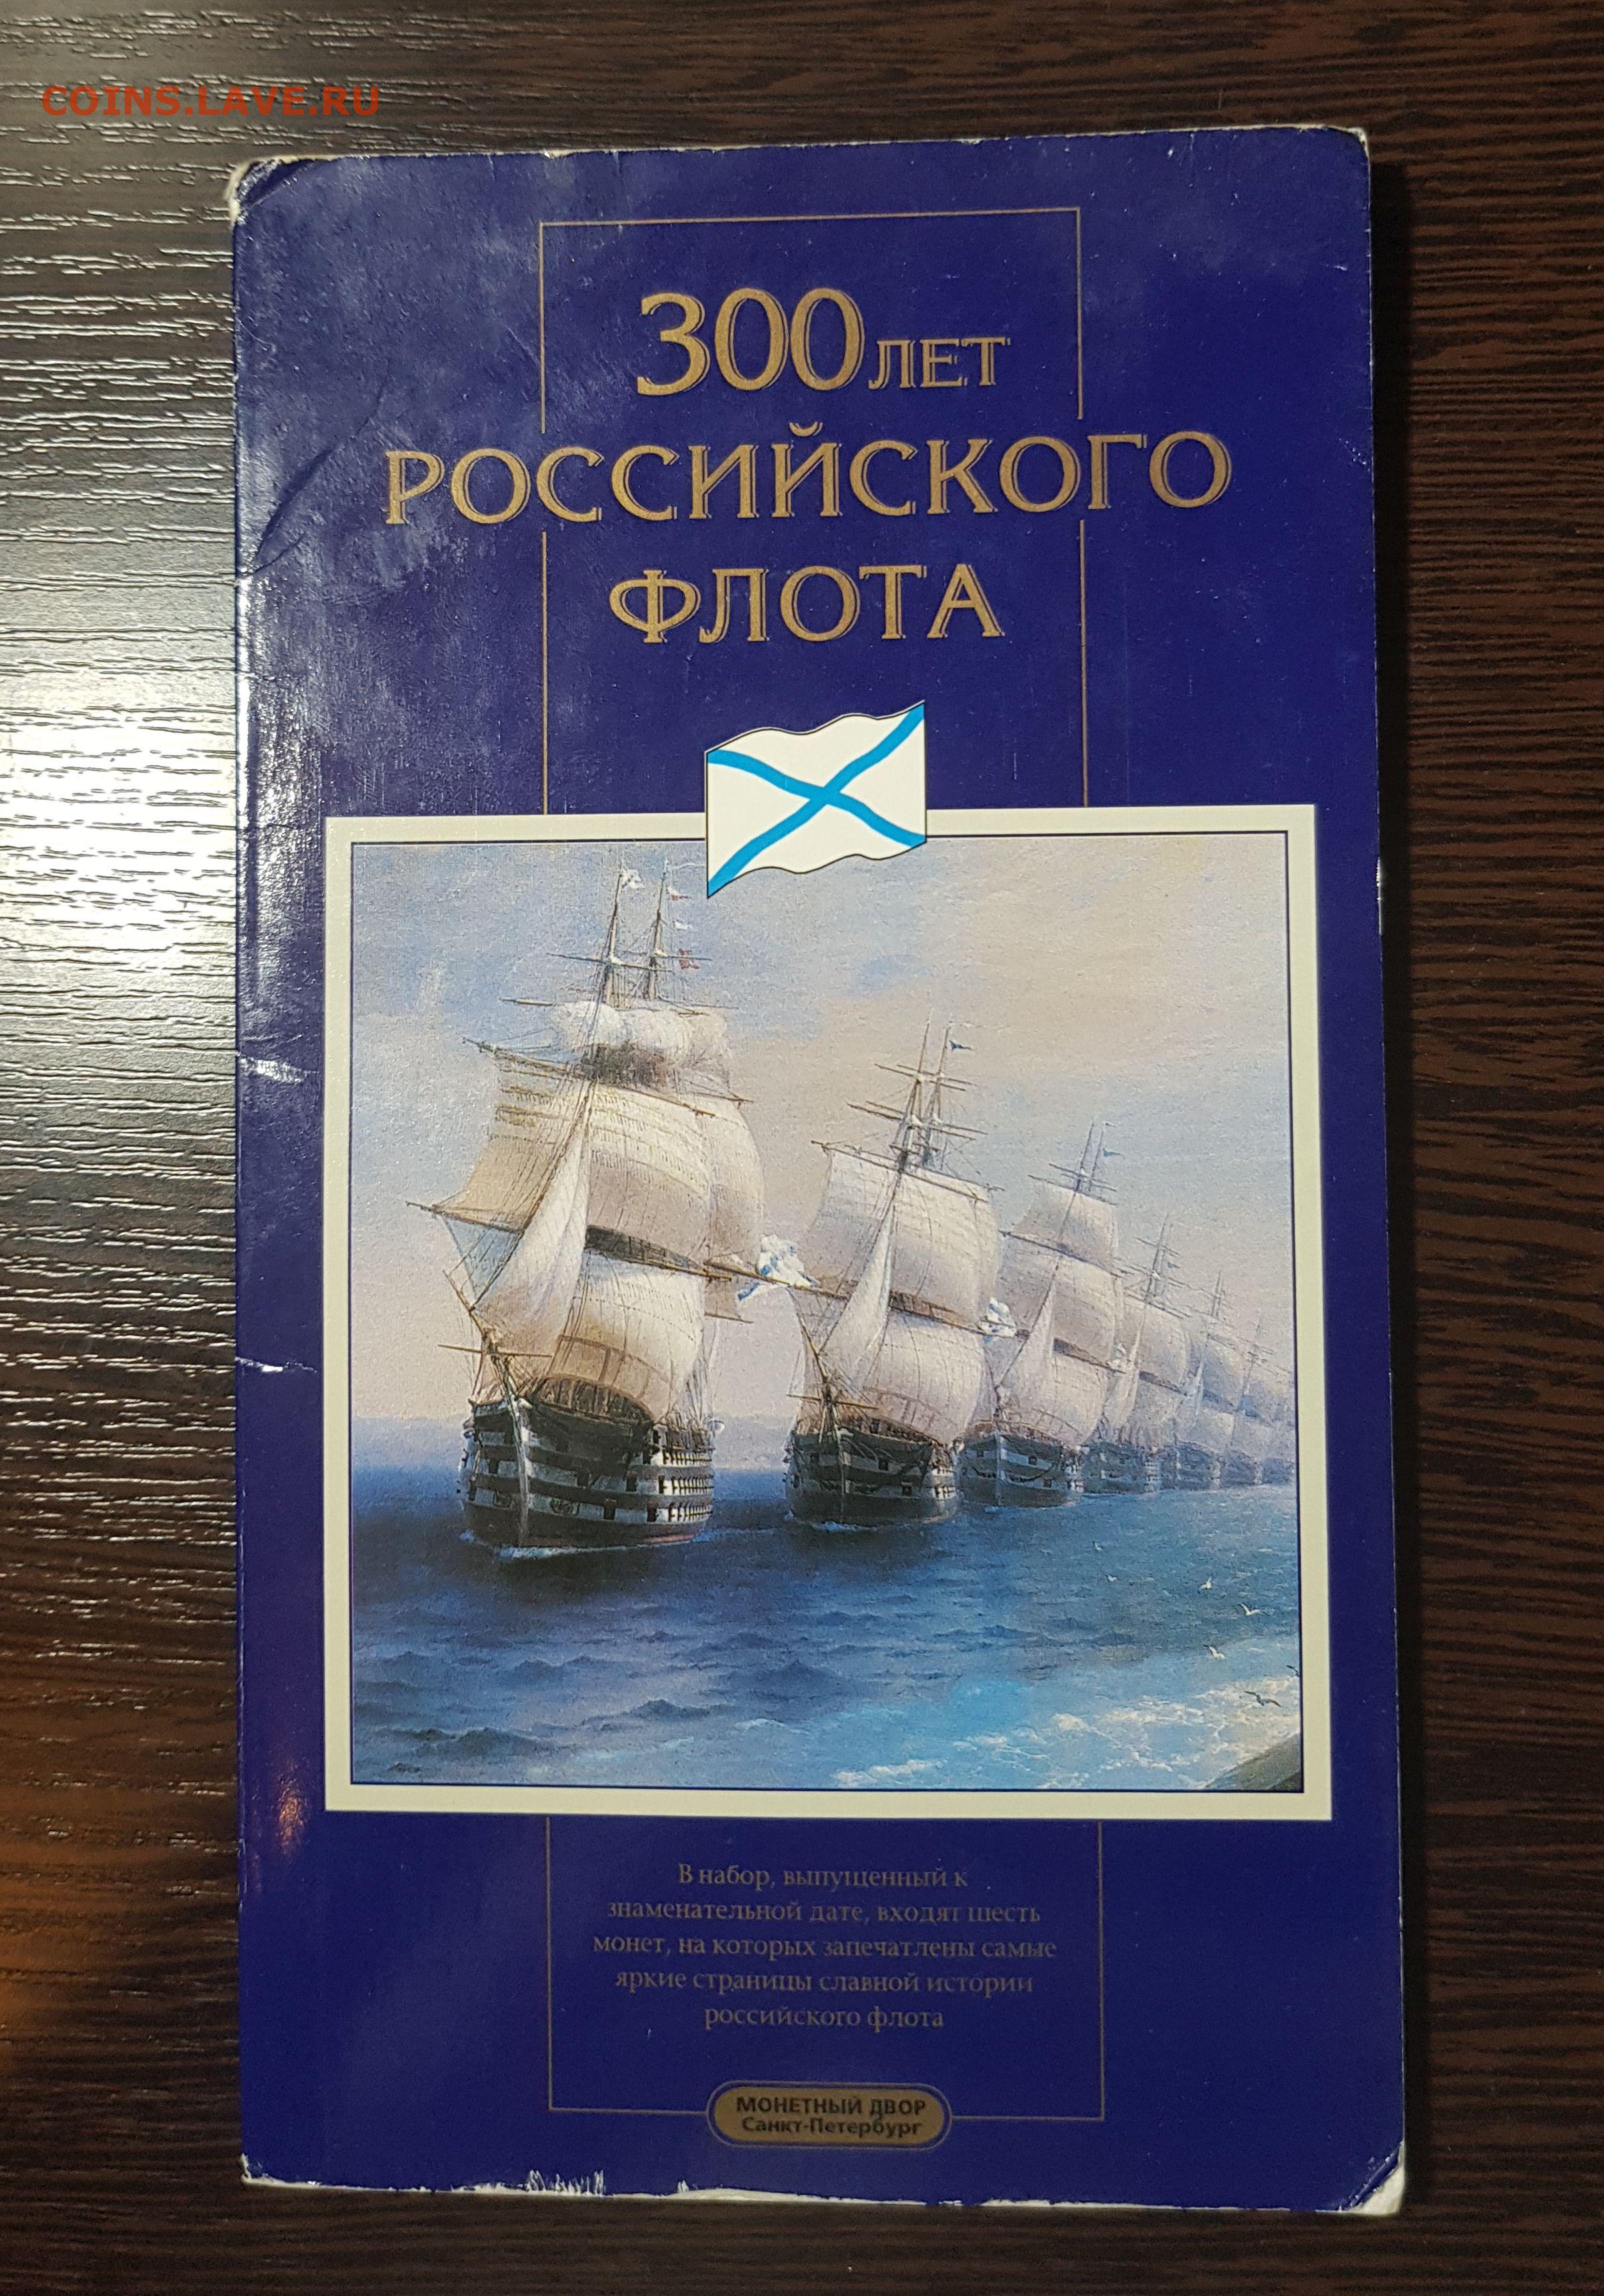 COINS.LAVE.RU
300 ЛЕТ
РОССИЙСКОГО
ФЛОТА
В набор, выпущенный к
знаменательной дате, входят шесть
монет, на которых запечатлены самые
яркие страницы славной истории
российского флота
МОНЕТНЫЙ ДВОР
Санкт-Петербург